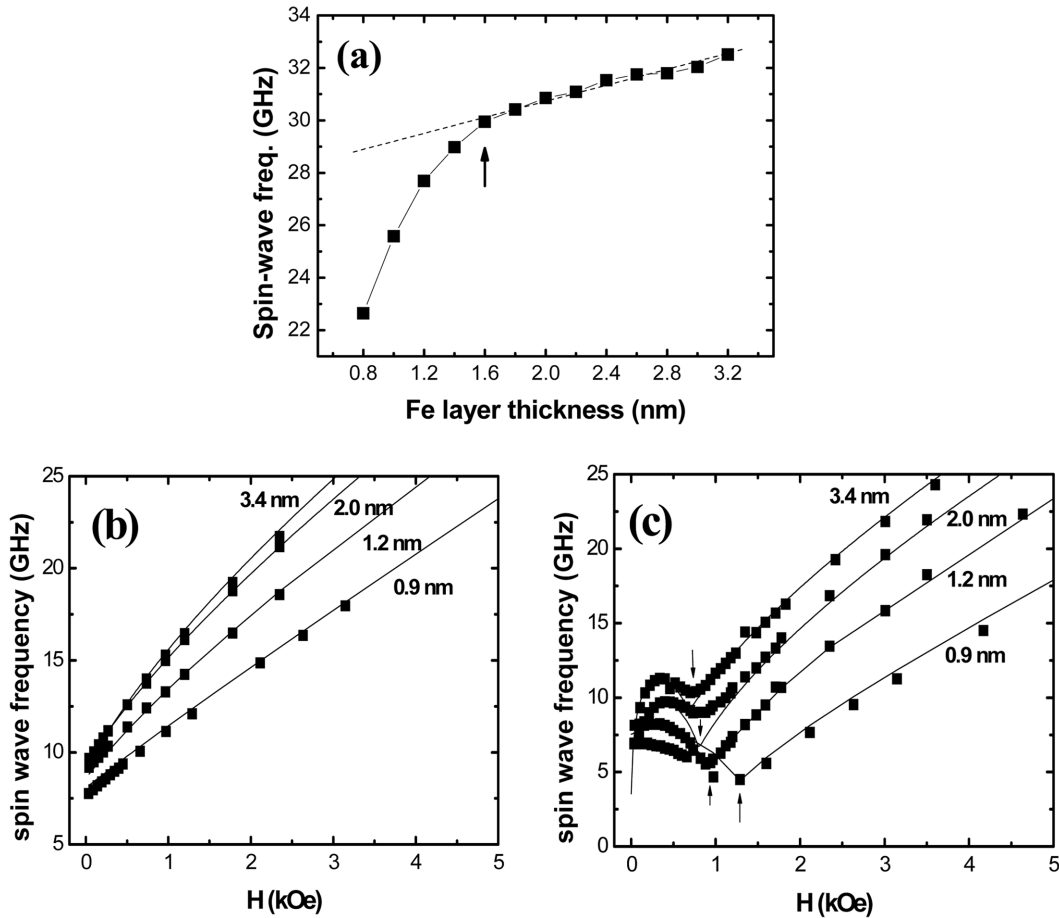 (a)
Spin-wave freq. (GHz)
34
32
30
28
26
24
22
0.8 1.2 1.6 2.0 2.4 2.8 3.2
Fe layer thickness (nm)
(b)
spin wave frequency (GHz)
25
20
15
10
5
3.4 nm
2.0 nm
1.2 nm
0.9 nm
0 1 2 3 4 5
H (kOe)
(c)
spin wave frequency (GHz)
25
20
15
10
5
0
3.4 nm
2.0 nm
1.2 nm
0.9 nm
0 1 2 3 4 5
H (kOe)